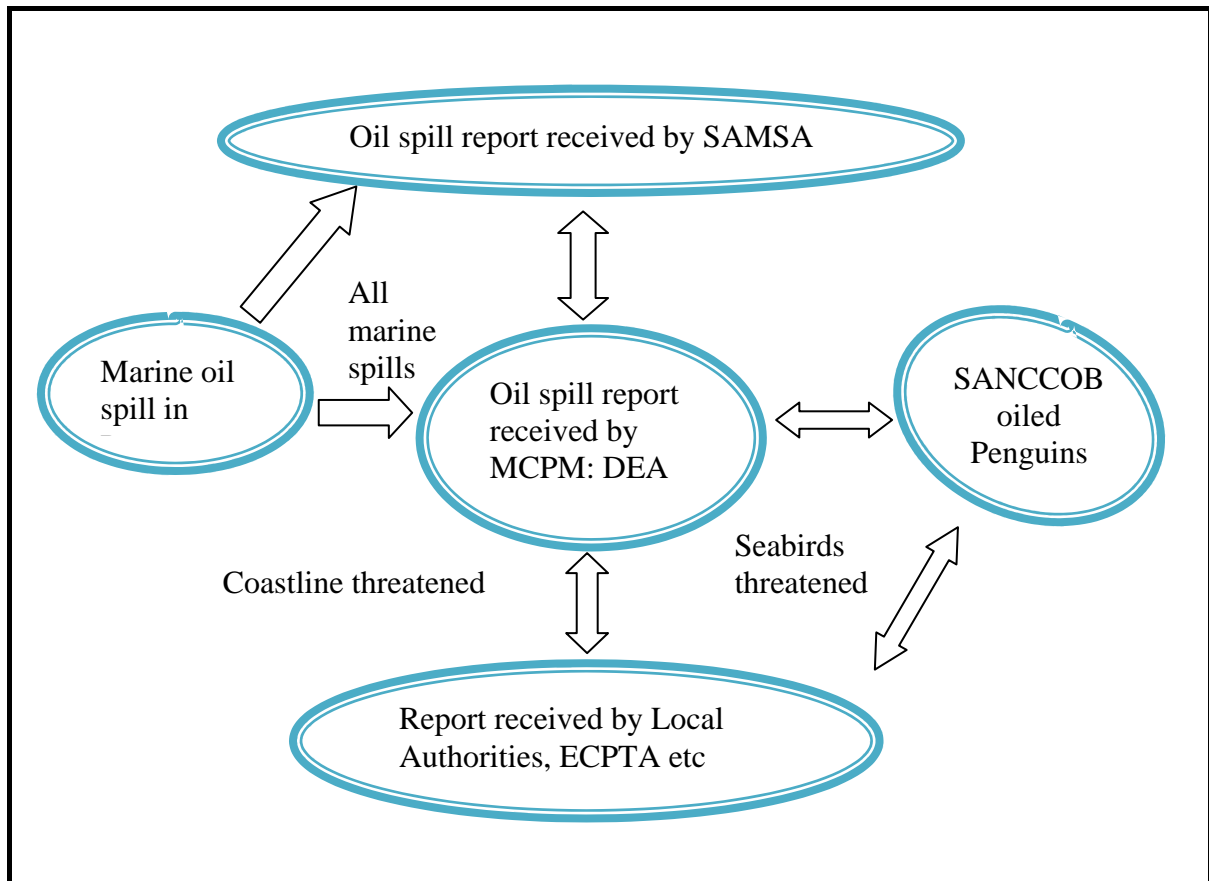 Oil spill report received by SAMSA
All
marine
spills
Marine oil
spill in
Oil spill report
received by
MCPM: DEA
SANCCOB
oiled
Penguins
Coastline threatened
Seabirds
threatened
Report received by Local
Authorities, ECPTA etc